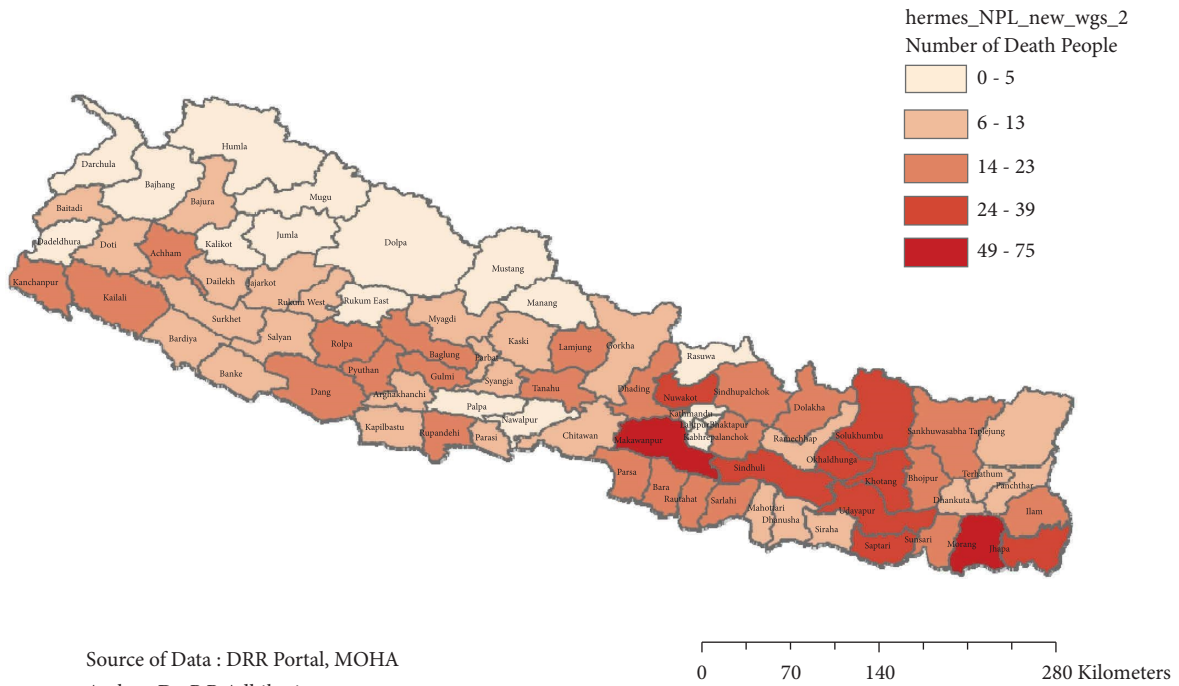 hermes_NPL_new_wgs_2
Number of Death People
0 - 5
6 - 13
14 - 23
24 - 39
49 - 75
Humla
Darchula
Bajhang
Mugu
Bajura
Baitadi
Dadeldhura
Doti
Achham
Kalikot
Jumla
Dolpa
Mustang
Kanchanpur
Kailali
Dailekh
Jajarkot
Rukum West
Rukum East
Manang
Surkhet
Myagdi
Bardiya
Salyan
Rolpa
Kaski
Lamjung
Gorkha
Baglung
Parbat
Rasuwa
Banke
Pyuthan
Gulmi
Syangja
Tanahu
Dhading
Nuwakot
Sindhupalchok
Dang
Arghakhanchi
Palpa
Nawalpur
Kathmandu
Dolakha
Kapilbastu
Rupandehi
Parasi
Chitawan
Makawanpur
Lalitpur
Bhaktapur
Kabhrepalanchok
Ramechhap
Solukhumbu
Sankhuwasabha
Taplejung
Okhaldhunga
Parsa
Bara
Sindhuli
Khotang
Bhojpur
Terhathum
Panchthar
Rautahat
Sarlahi
Mahottari
Dhanusha
Siraha
Udayapur
Dhankuta
Ilam
Saptari
Sunsari
Morang
Jhapa
Source of Data : DRR Portal, MOHA
0 70 140 280 Kilometers